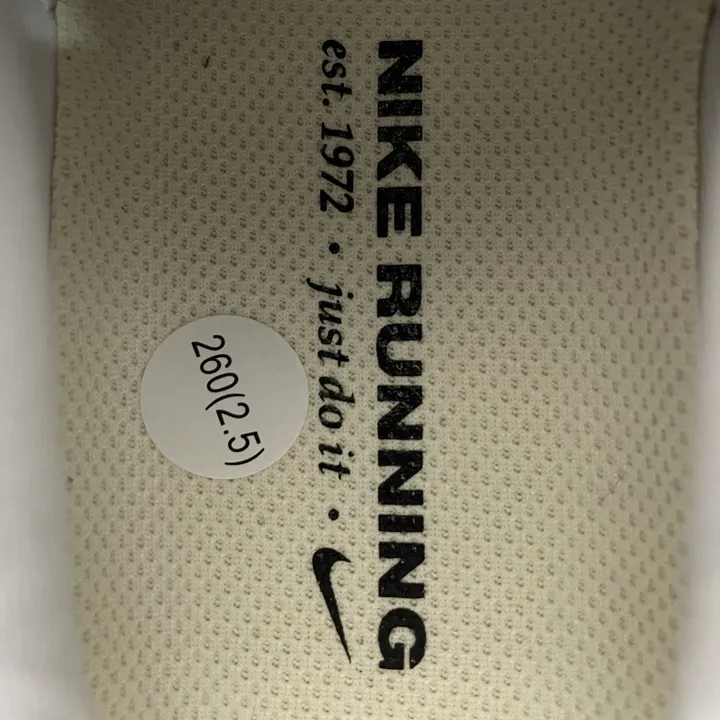 NIKE RUNNING
est. 1972 • just do it •
260(2.5)